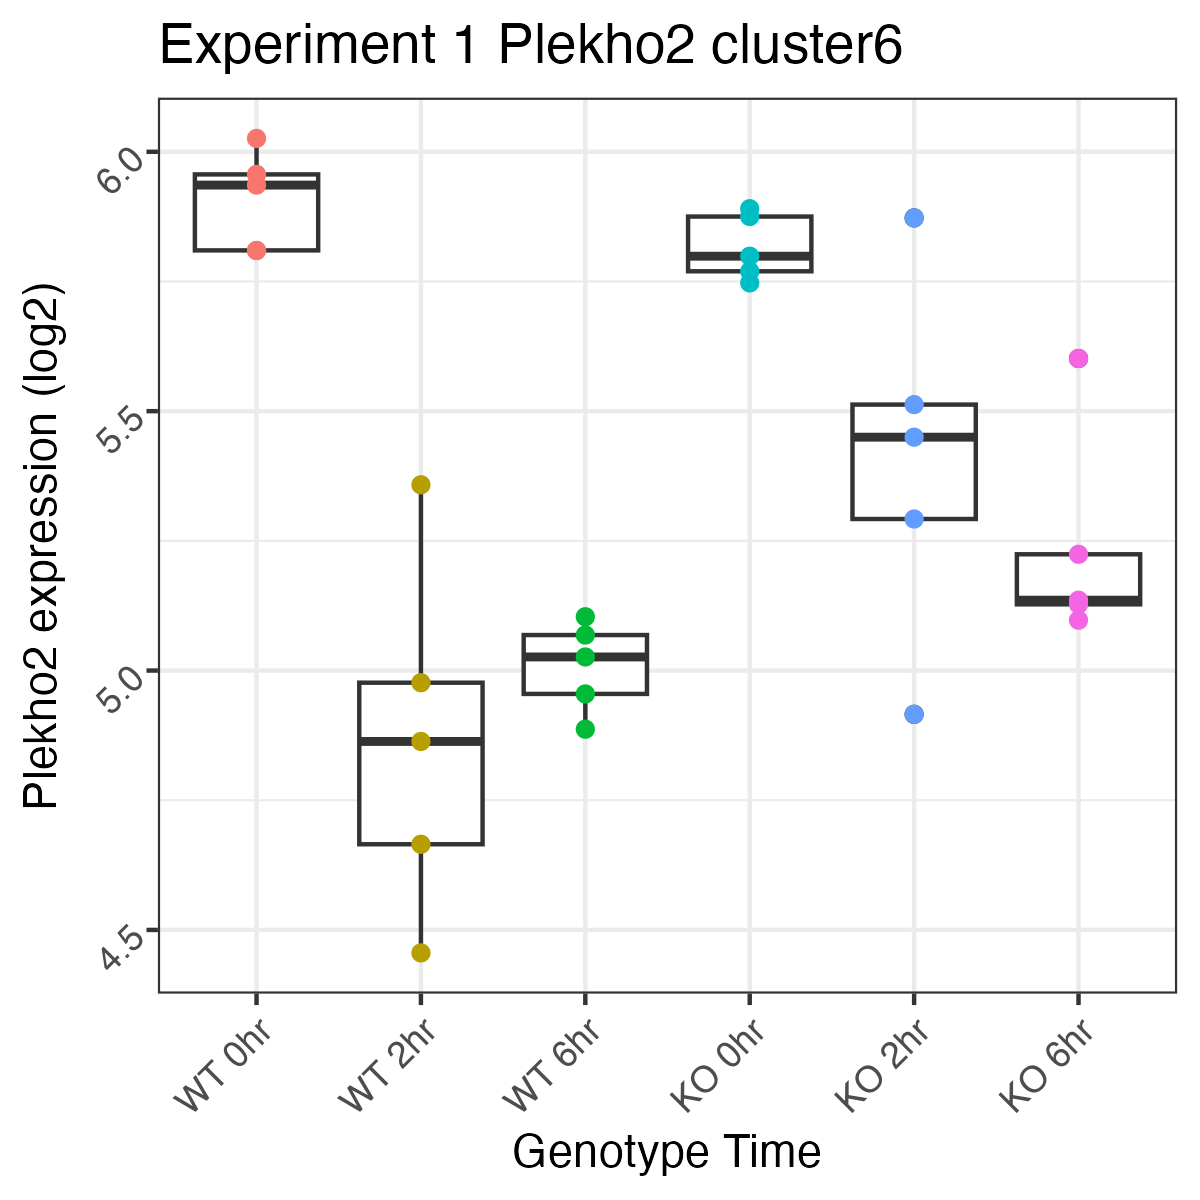 Experiment 1 Plekho2 cluster6
Plekho2 expression (log2)
6.0
5.5
5.0
4.5
WT 0hr
WT 2hr
WT 6hr
KO 0hr
KO 2hr
KO 6hr
Genotype Time